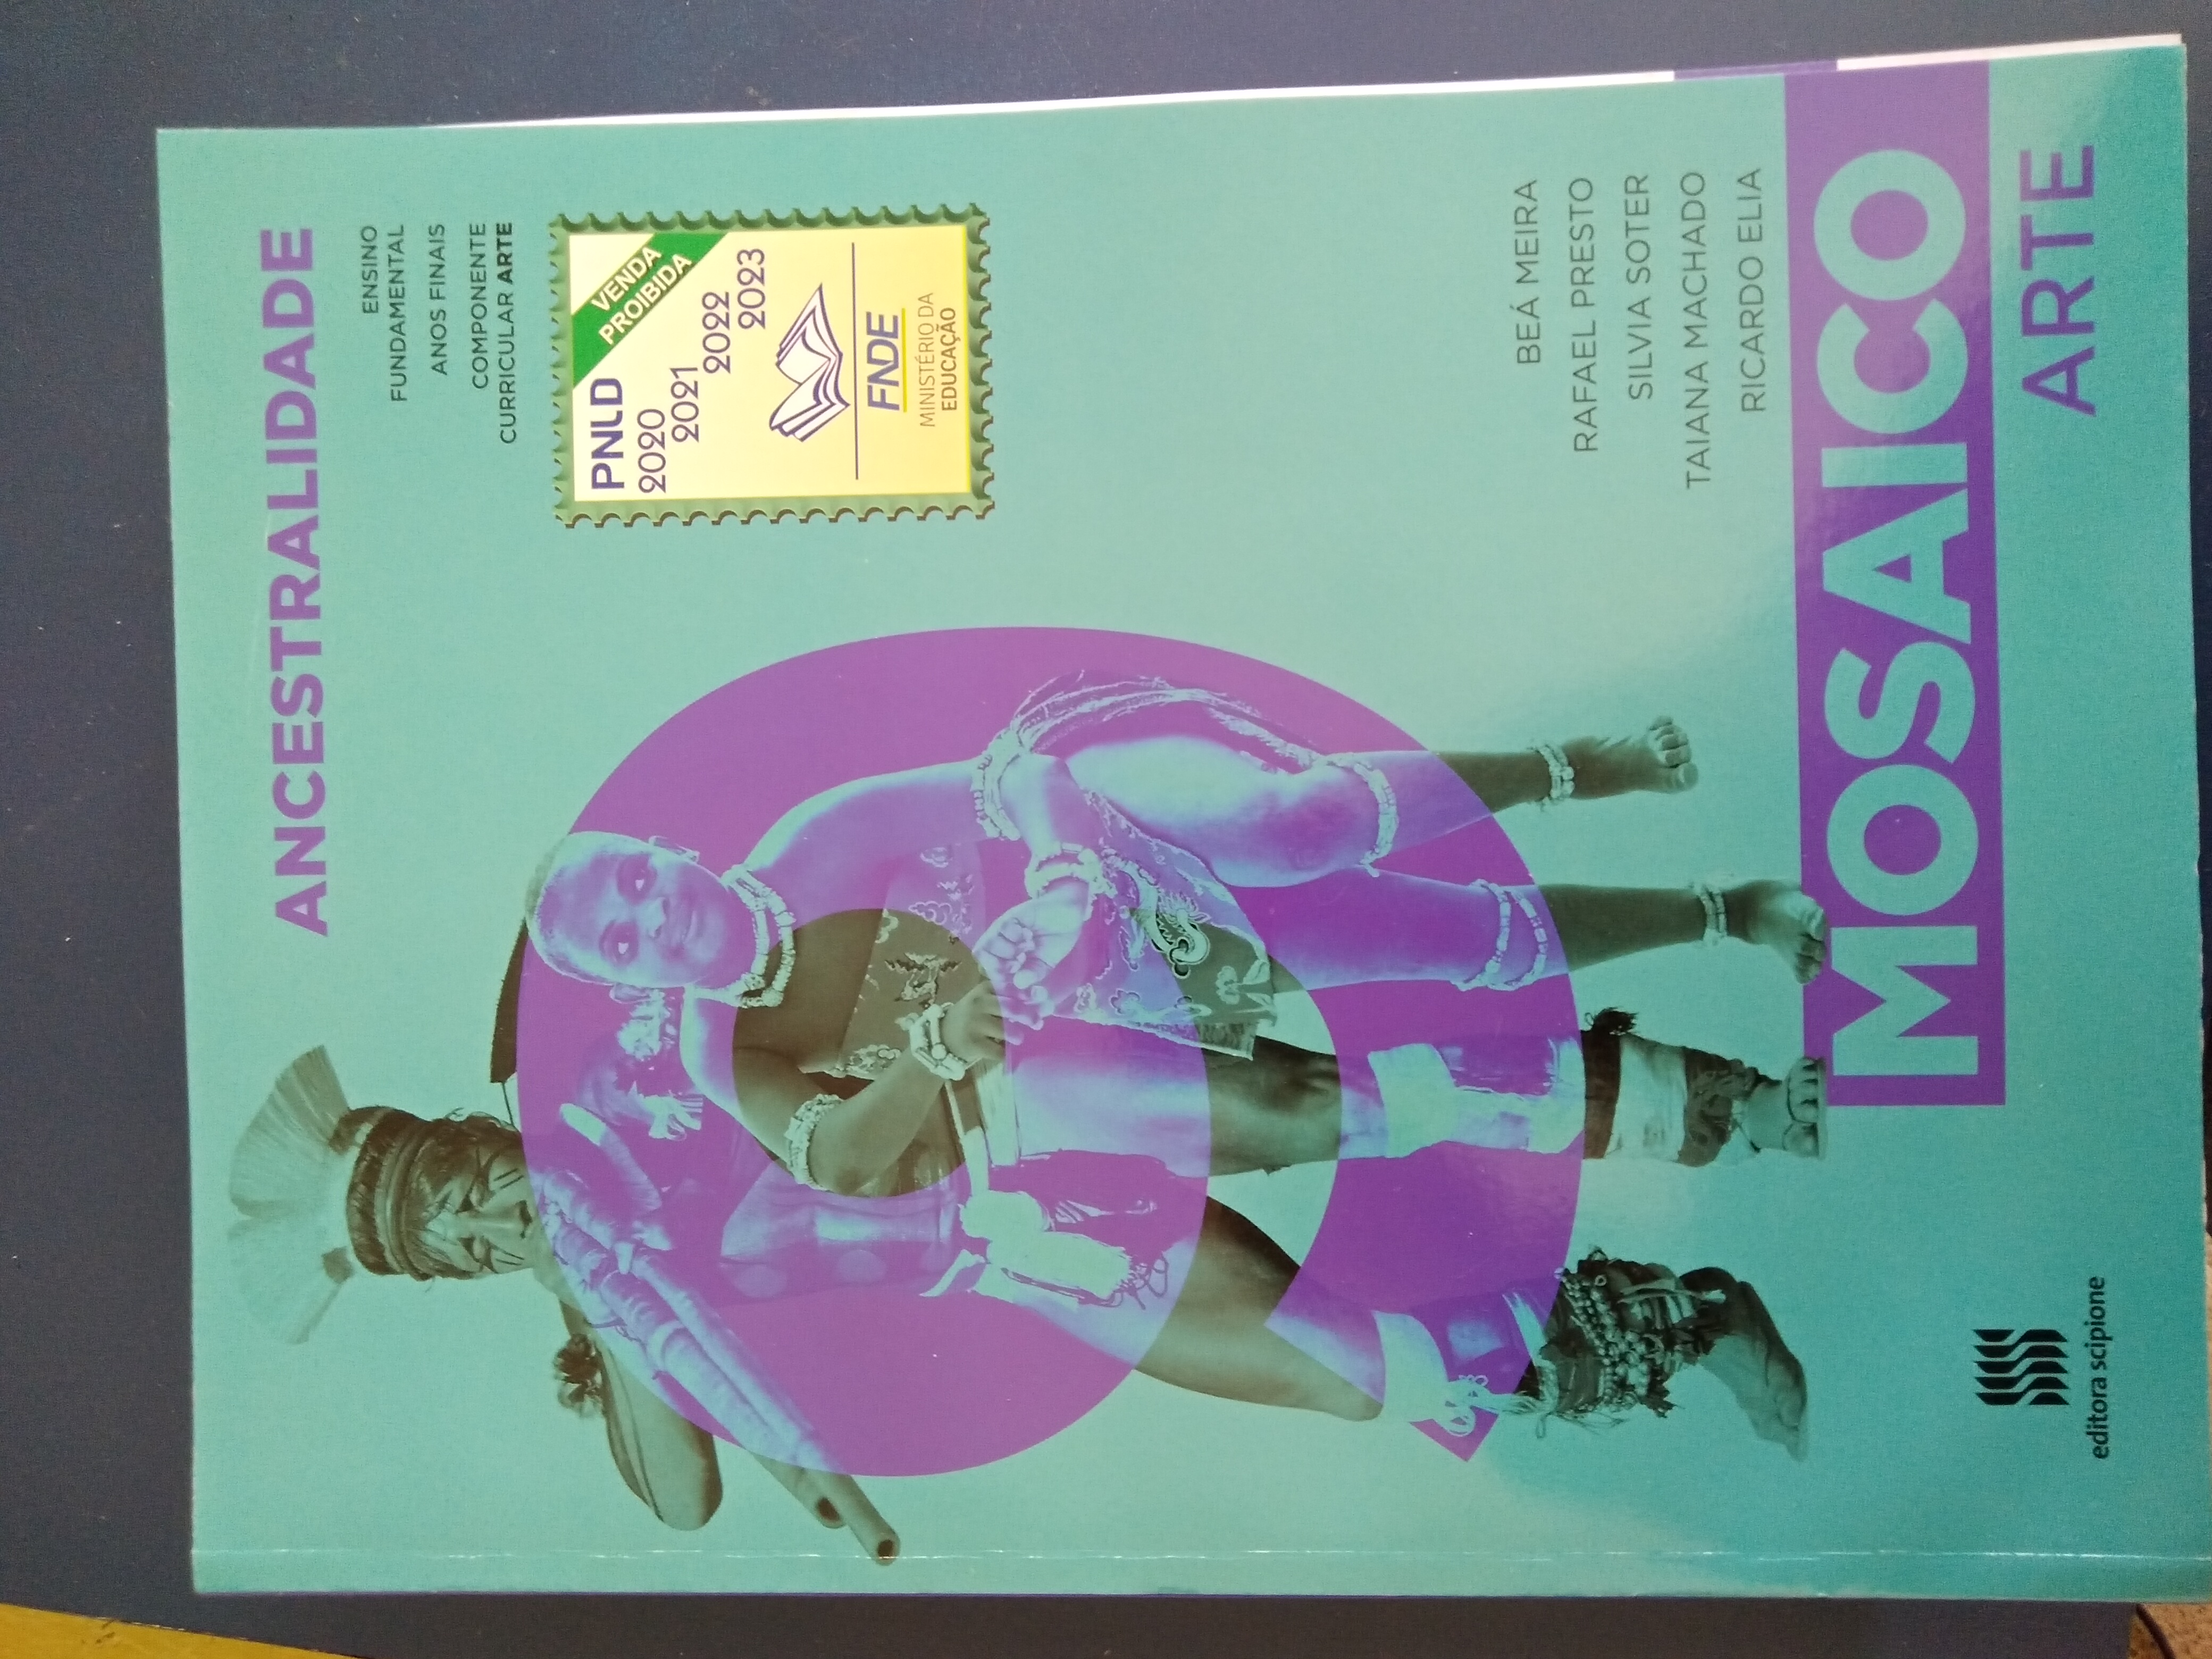 ANCESTRALIDADE
ENSINO
FUNDAMENTAL
ANOS FINAIS
COMPONENTE
CURRICULAR ARTE
PNLD
VENDA
PROIBIDA
2020
2021
2022
2023
FNDE
MINISTÉRIO DA
EDUCAÇÃO
9
BEÁ MEIRA
RAFAEL PRESTO
SILVIA SOTER
TAIANA MACHADO
RICARDO ELIA
MOSAICO
ARTE
editora scipione